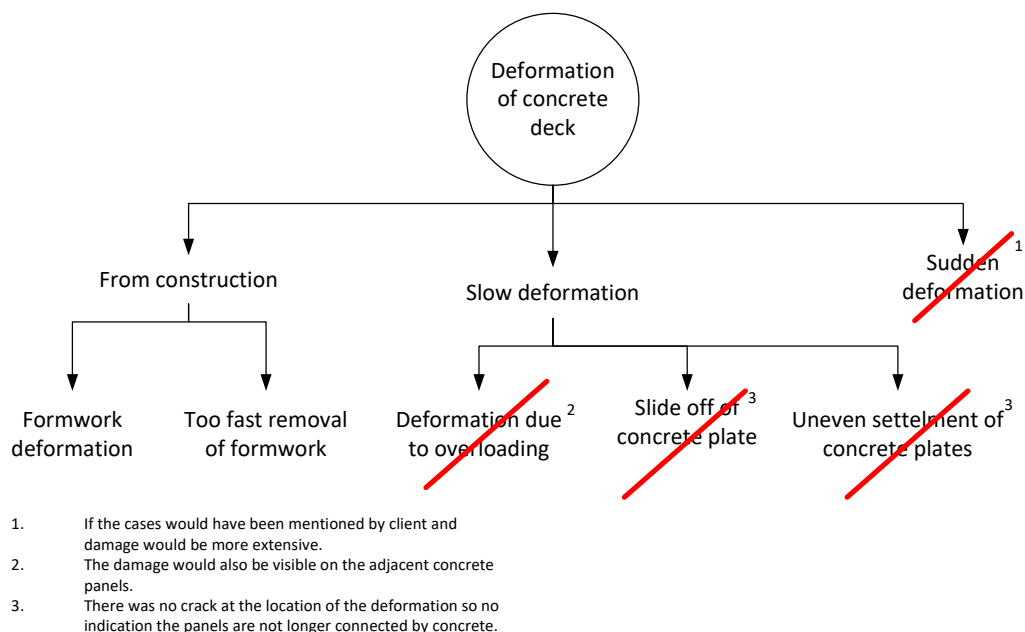 Deformation
of concrete
deck
From construction
Slow deformation
Sudden
deformation
1
Formwork
deformation
Too fast removal
of formwork
Deformation due
to overloading
2
Slide off of
concrete plate
3
Uneven settelment of
concrete plates
3
1. If the cases would have been mentioned by client and
damage would be more extensive.
2. The damage would also be visible on the adjacent concrete
panels.
3. There was no crack at the location of the deformation so no
indication the panels are not longer connected by concrete.